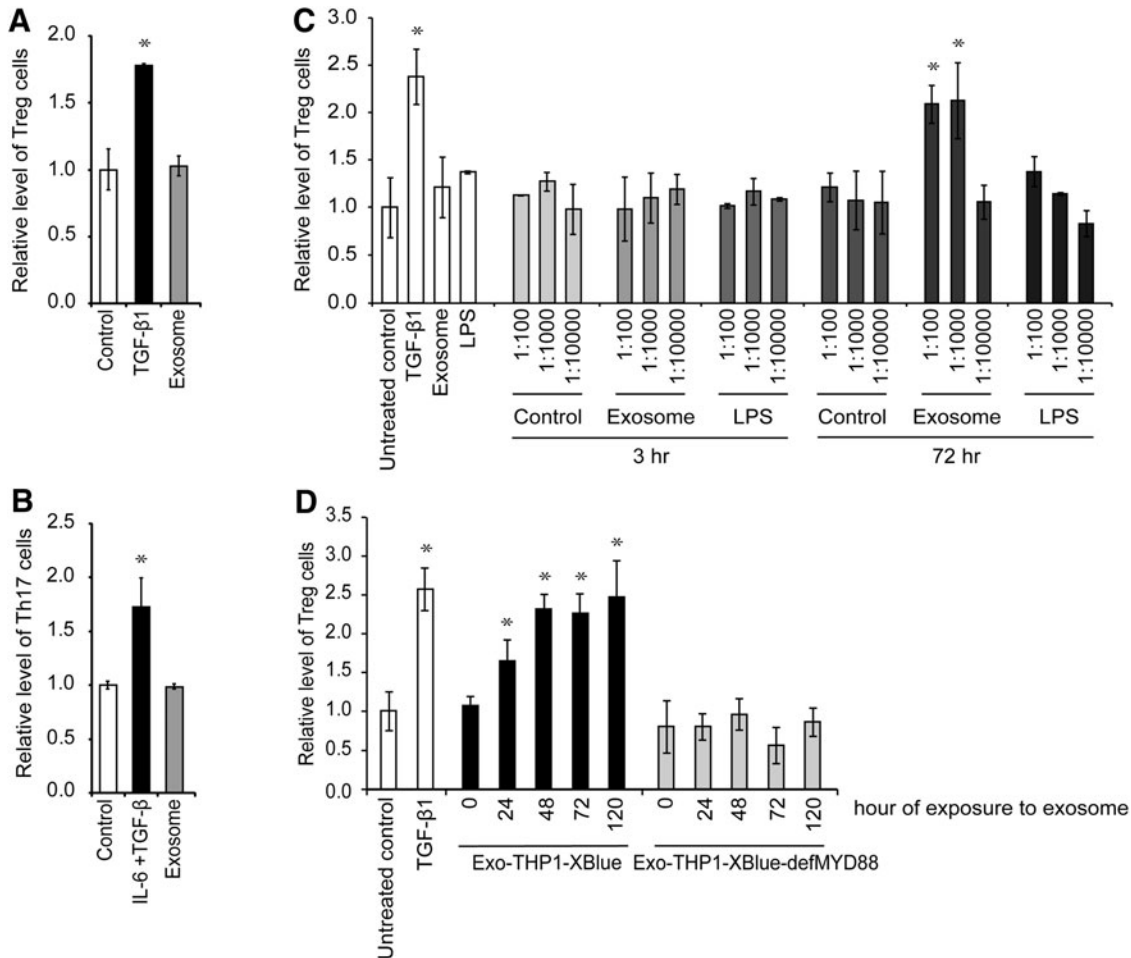 A
Relative level of Treg cells
2.0
1.5
1.0
0.5
0.0
*
Control
TGF-β1
Exosome
C
Relative level of Treg cells
3.0
2.5
2.0
1.5
1.0
0.5
0.0
*
*
*
Untreated control
TGF-β1
Exosome
LPS
1:100
1:1000
1:10000
1:100
1:1000
1:10000
1:100
1:1000
1:10000
1:100
1:1000
1:10000
1:100
1:1000
1:10000
1:100
1:1000
1:10000
Control Exosome LPS Control Exosome LPS
3 hr 72 hr
B
Relative level of Th17 cells
2.5
2.0
1.5
1.0
0.5
0.0
*
Control
IL-6 +TGF-β
Exosome
D
Relative level of Treg cells
3.5
3.0
2.5
2.0
1.5
1.0
0.5
0.0
*
*
*
*
*
Untreated control
TGF-β1
0
24
48
72
120
0
24
48
72
120
hour of exposure to exosome
Exo-THP1-XBlue Exo-THP1-XBlue-defMYD88